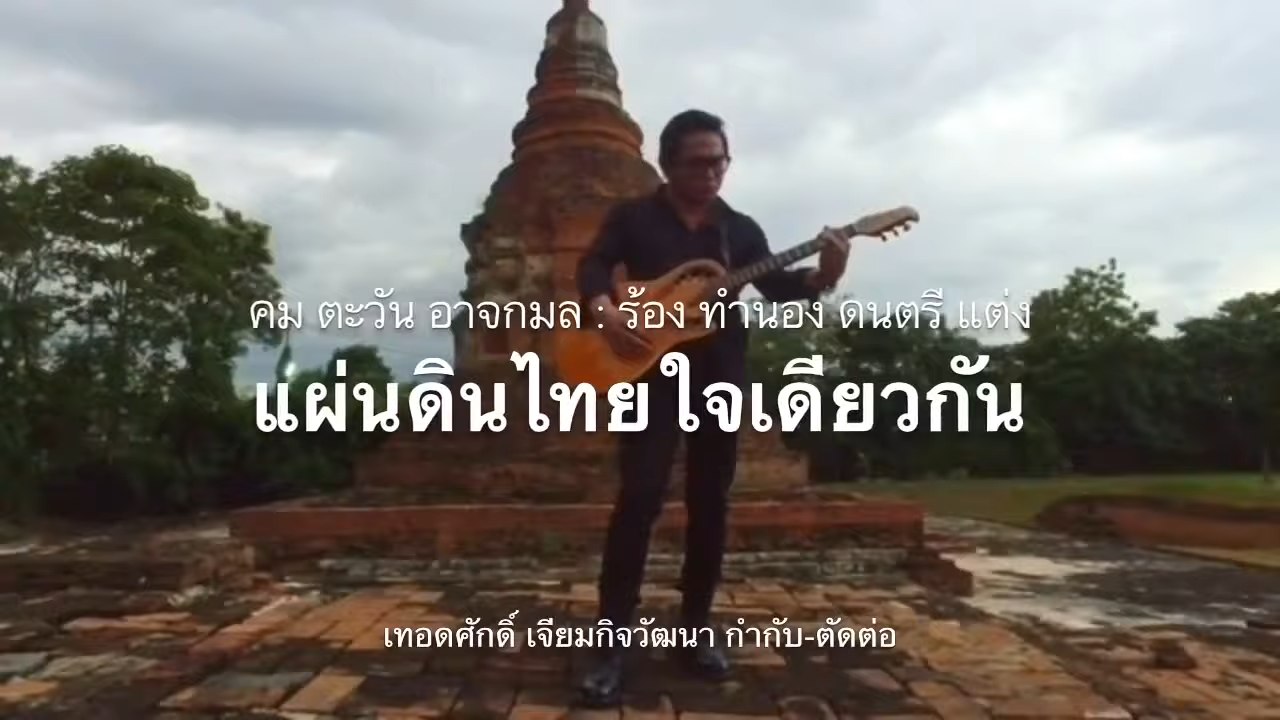 คม ตะวัน อาจกมล : ร้อง ทำนอง ดนตรี แต่ง
แผ่นดินไทย ใจเดียวกัน
เทอดศักดิ์ เจียมกิจวัฒนา กำกับ-ตัดต่อ